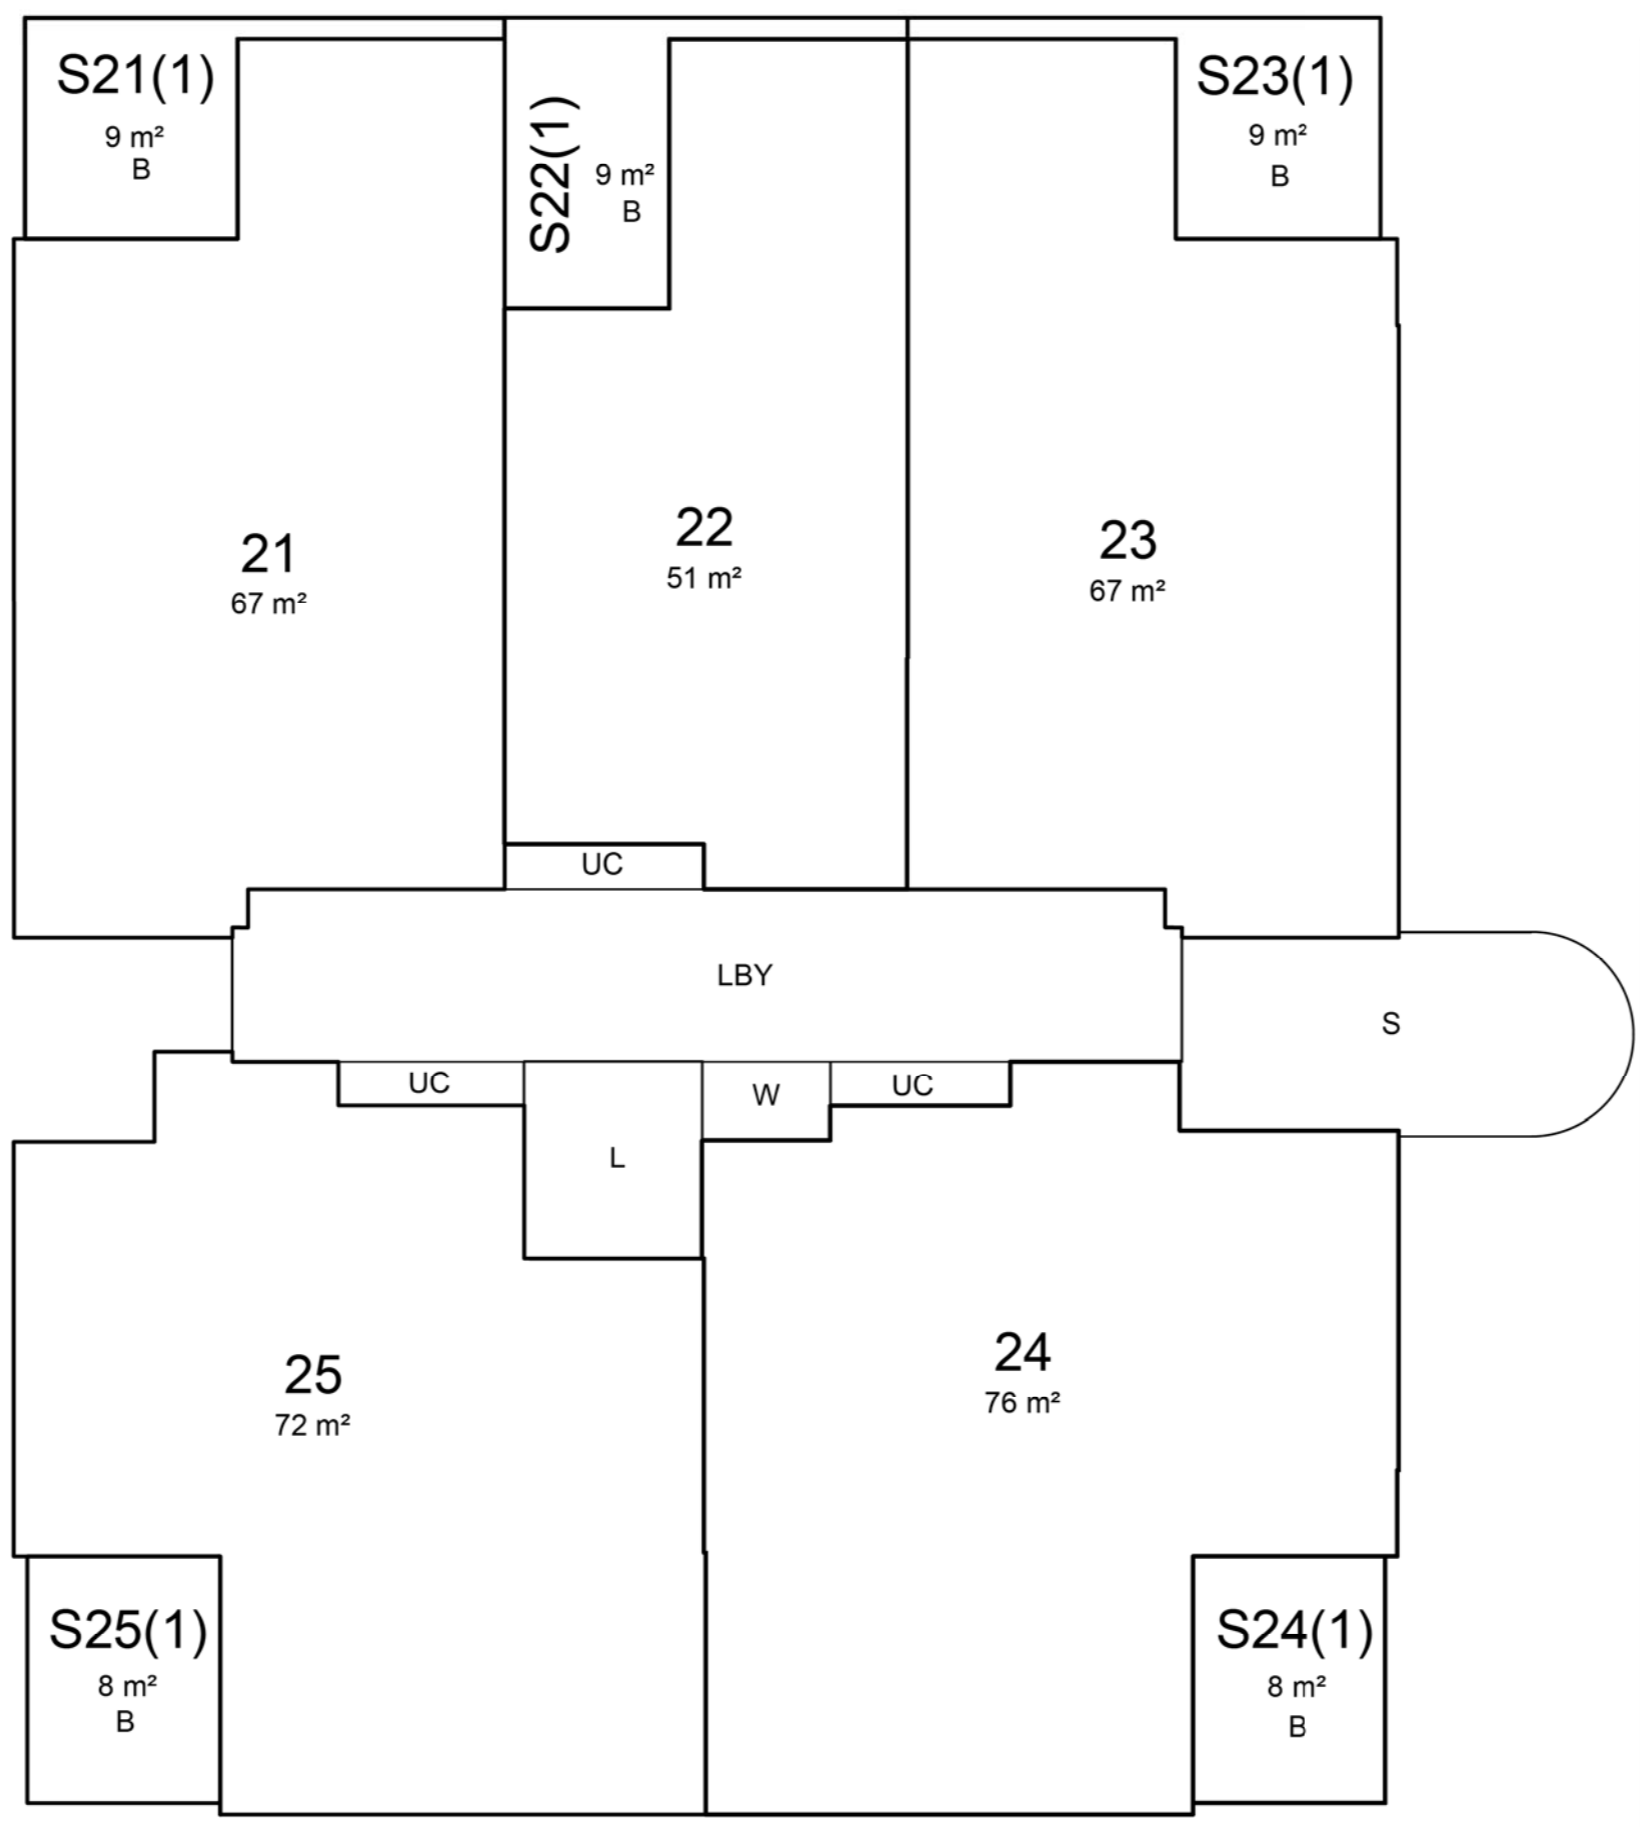 S21(1)
9 m²
B
S22(1)
9 m²
B
S23(1)
9 m²
B
21
67 m²
22
51 m²
23
67 m²
UC
LBY
S
UC
L
W
UC
25
72 m²
24
76 m²
S25(1)
8 m²
B
S24(1)
8 m²
B